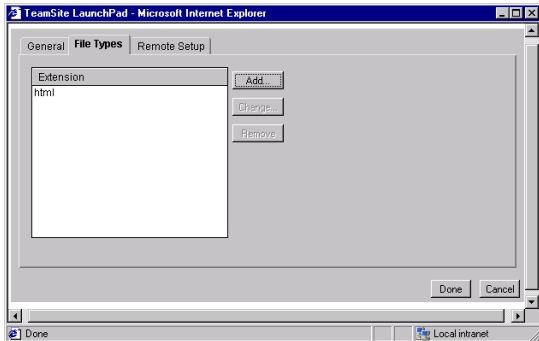 TeamSite LaunchPad - Microsoft Internet Explorer
General File Types Remote Setup
Extension
html
Add...
Change...
Remove
Done Cancel
Done Local intranet